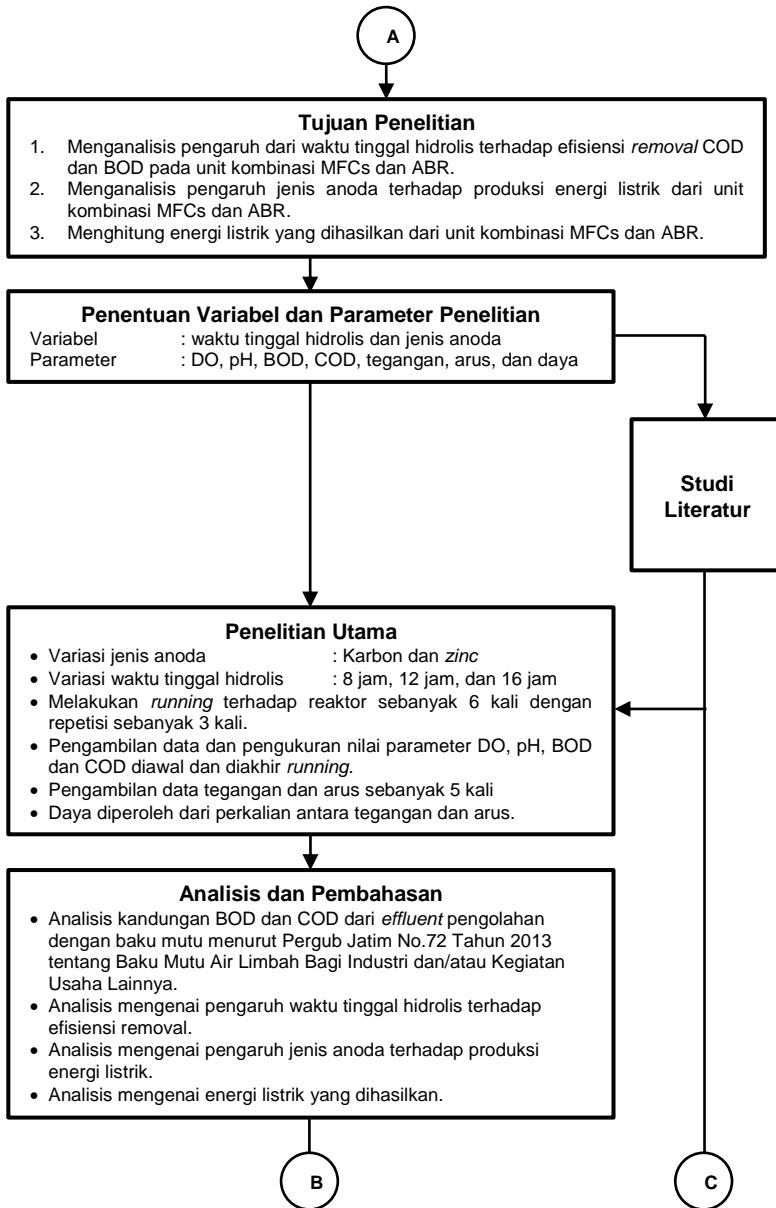 A
Tujuan Penelitian
1. Menganalisis pengaruh dari waktu tinggal hidrolis terhadap efisiensi removal COD
dan BOD pada unit kombinasi MFCs dan ABR.
2. Menganalisis pengaruh jenis anoda terhadap produksi energi listrik dari unit
kombinasi MFCs dan ABR.
3. Menghitung energi listrik yang dihasilkan dari unit kombinasi MFCs dan ABR.
Penentuan Variabel dan Parameter Penelitian
Variabel : waktu tinggal hidrolis dan jenis anoda
Parameter : DO, pH, BOD, COD, tegangan, arus, dan daya
Studi
Literatur
Penelitian Utama
• Variasi jenis anoda : Karbon dan zinc
• Variasi waktu tinggal hidrolis : 8 jam, 12 jam, dan 16 jam
• Melakukan running terhadap reaktor sebanyak 6 kali dengan
repetisi sebanyak 3 kali.
• Pengambilan data dan pengukuran nilai parameter DO, pH, BOD
dan COD diawal dan diakhir running.
• Pengambilan data tegangan dan arus sebanyak 5 kali
• Daya diperoleh dari perkalian antara tegangan dan arus.
Analisis dan Pembahasan
• Analisis kandungan BOD dan COD dari effluent pengolahan
dengan baku mutu menurut Pergub Jatim No.72 Tahun 2013
tentang Baku Mutu Air Limbah Bagi Industri dan/atau Kegiatan
Usaha Lainnya.
• Analisis mengenai pengaruh waktu tinggal hidrolis terhadap
efisiensi removal.
• Analisis mengenai pengaruh jenis anoda terhadap produksi
energi listrik.
• Analisis mengenai energi listrik yang dihasilkan.
B
C